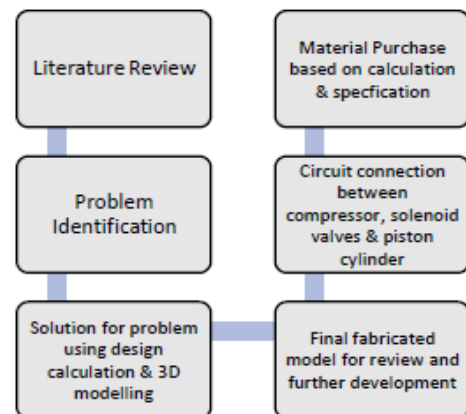 Literature Review
Problem
Identification
Solution for problem
using design
calculation & 3D
modelling
Material Purchase
based on calculation
& specfication
Circuit connection
between
compressor, solenoid
valves & piston
cylinder
Final fabricated
model for review and
further development